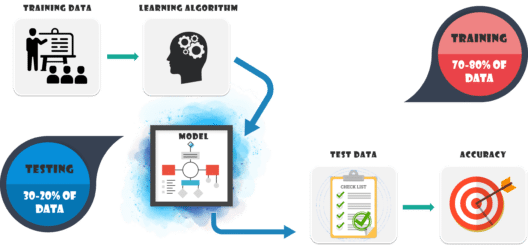 TRAINING DATA
LEARNING ALGORITHM
TRAINING
70-80% OF
DATA
MODEL
TESTING
30-20% OF
DATA
TEST DATA
ACCURACY
CHECK LIST